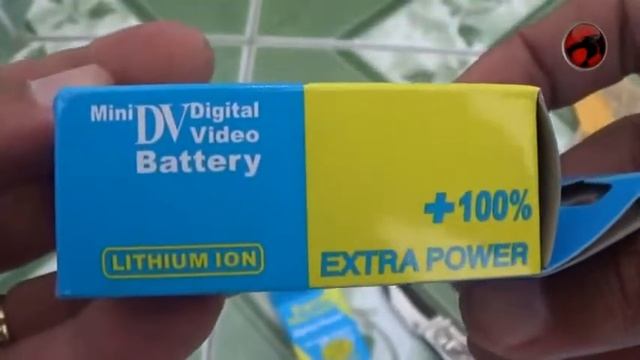 Mini DV Digital
Video
Battery
LITHIUM ION
+100%
EXTRA POWER